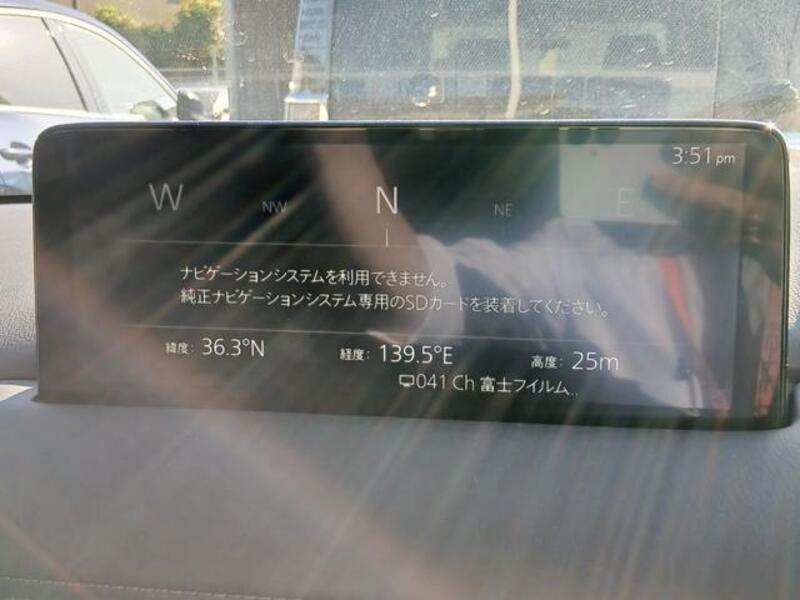 3:51 pm
W NW N NE E
ナビゲーションシステムを利用できません。
純正ナビゲーションシステム専用のSDカードを装着してください。
緯度: 36.3°N 経度: 139.5°E 高度: 25m
041 Ch 富士フイルム..